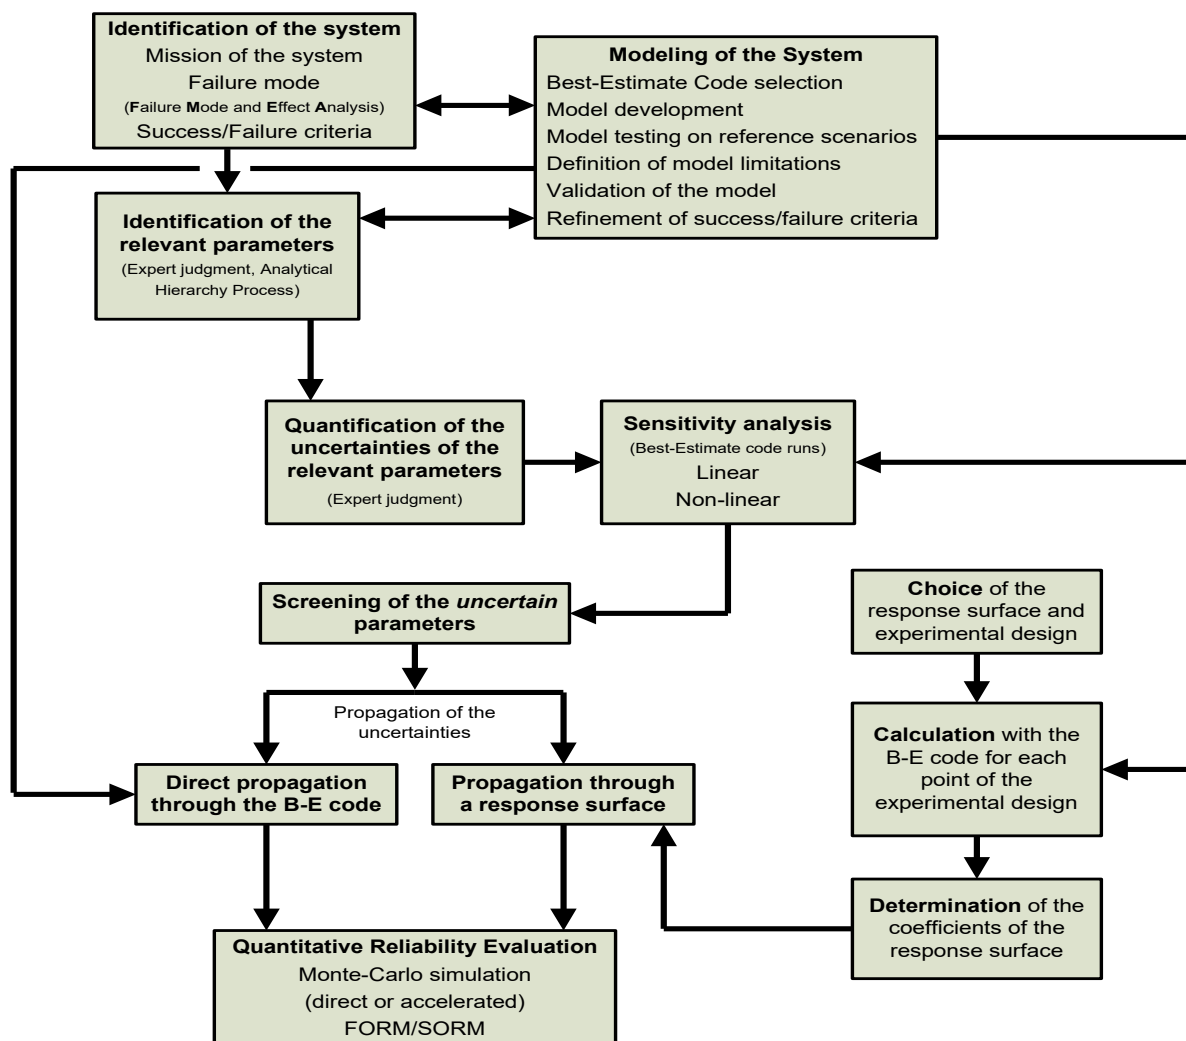 Identification of the system
Mission of the system
Failure mode
(Failure Mode and Effect Analysis)
Success/Failure criteria
Modeling of the System
Best-Estimate Code selection
Model development
Model testing on reference scenarios
Definition of model limitations
Validation of the model
Refinement of success/failure criteria
Identification of the
relevant parameters
(Expert judgment, Analytical
Hierarchy Process)
Quantification of the
uncertainties of the
relevant parameters
(Expert judgment)
Sensitivity analysis
(Best-Estimate code runs)
Linear
Non-linear
Screening of the uncertain
parameters
Propagation of the
uncertainties
Direct propagation
through the B-E code
Propagation through
a response surface
Choice of the
response surface and
experimental design
Calculation with the
B-E code for each
point of the
experimental design
Determination of the
coefficients of the
response surface
Quantitative Reliability Evaluation
Monte-Carlo simulation
(direct or accelerated)
FORM/SORM